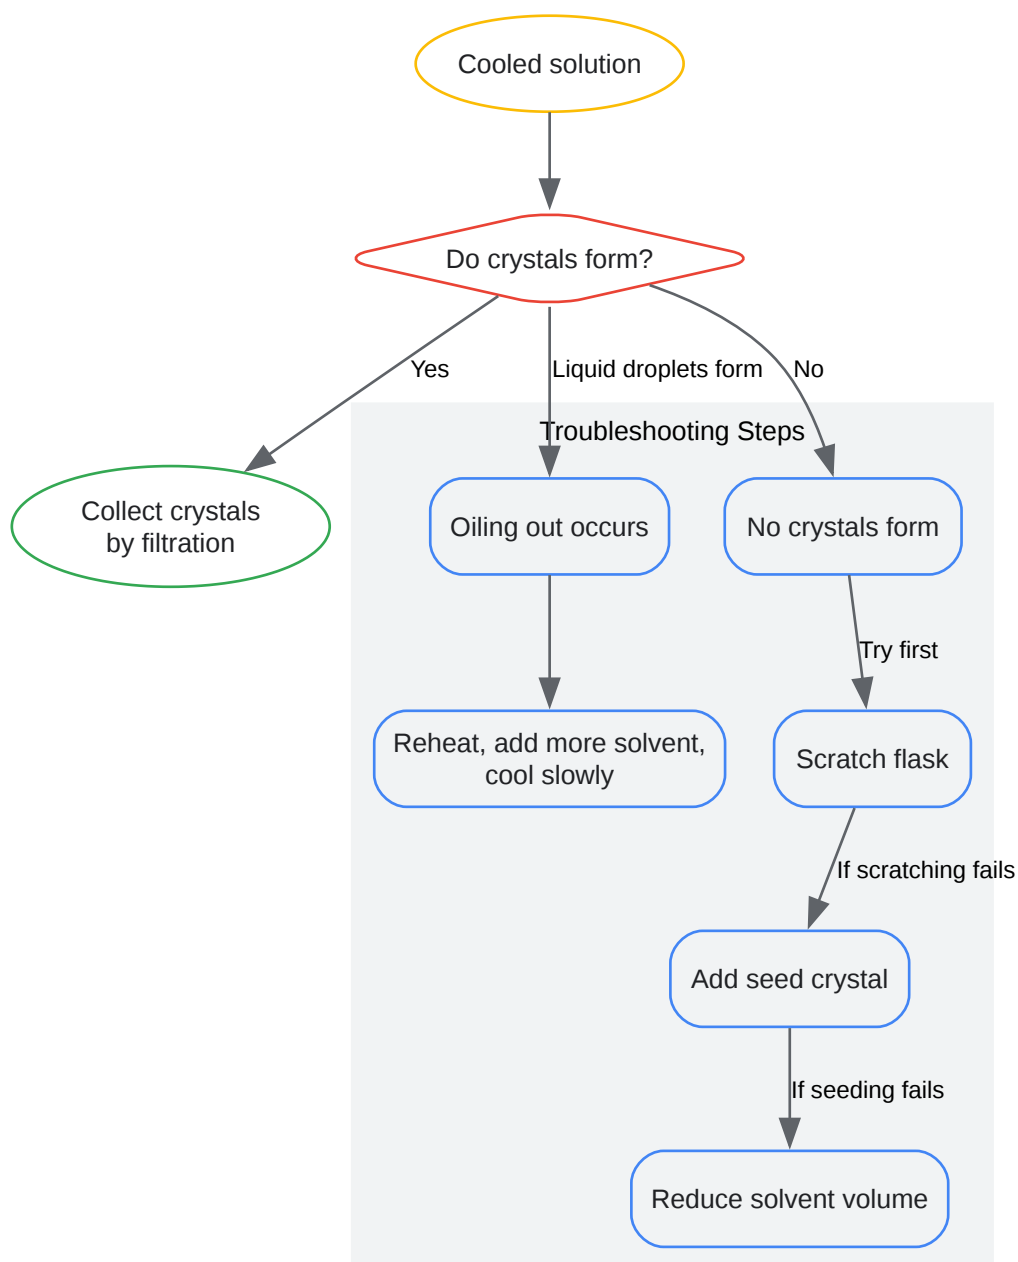 Cooled solution
Do crystals form?
Yes
Liquid droplets form
No
Troubleshooting Steps
Collect crystals
by filtration
Oiling out occurs
No crystals form
Try first
Reheat, add more solvent,
cool slowly
Scratch flask
If scratching fails
Add seed crystal
If seeding fails
Reduce solvent volume